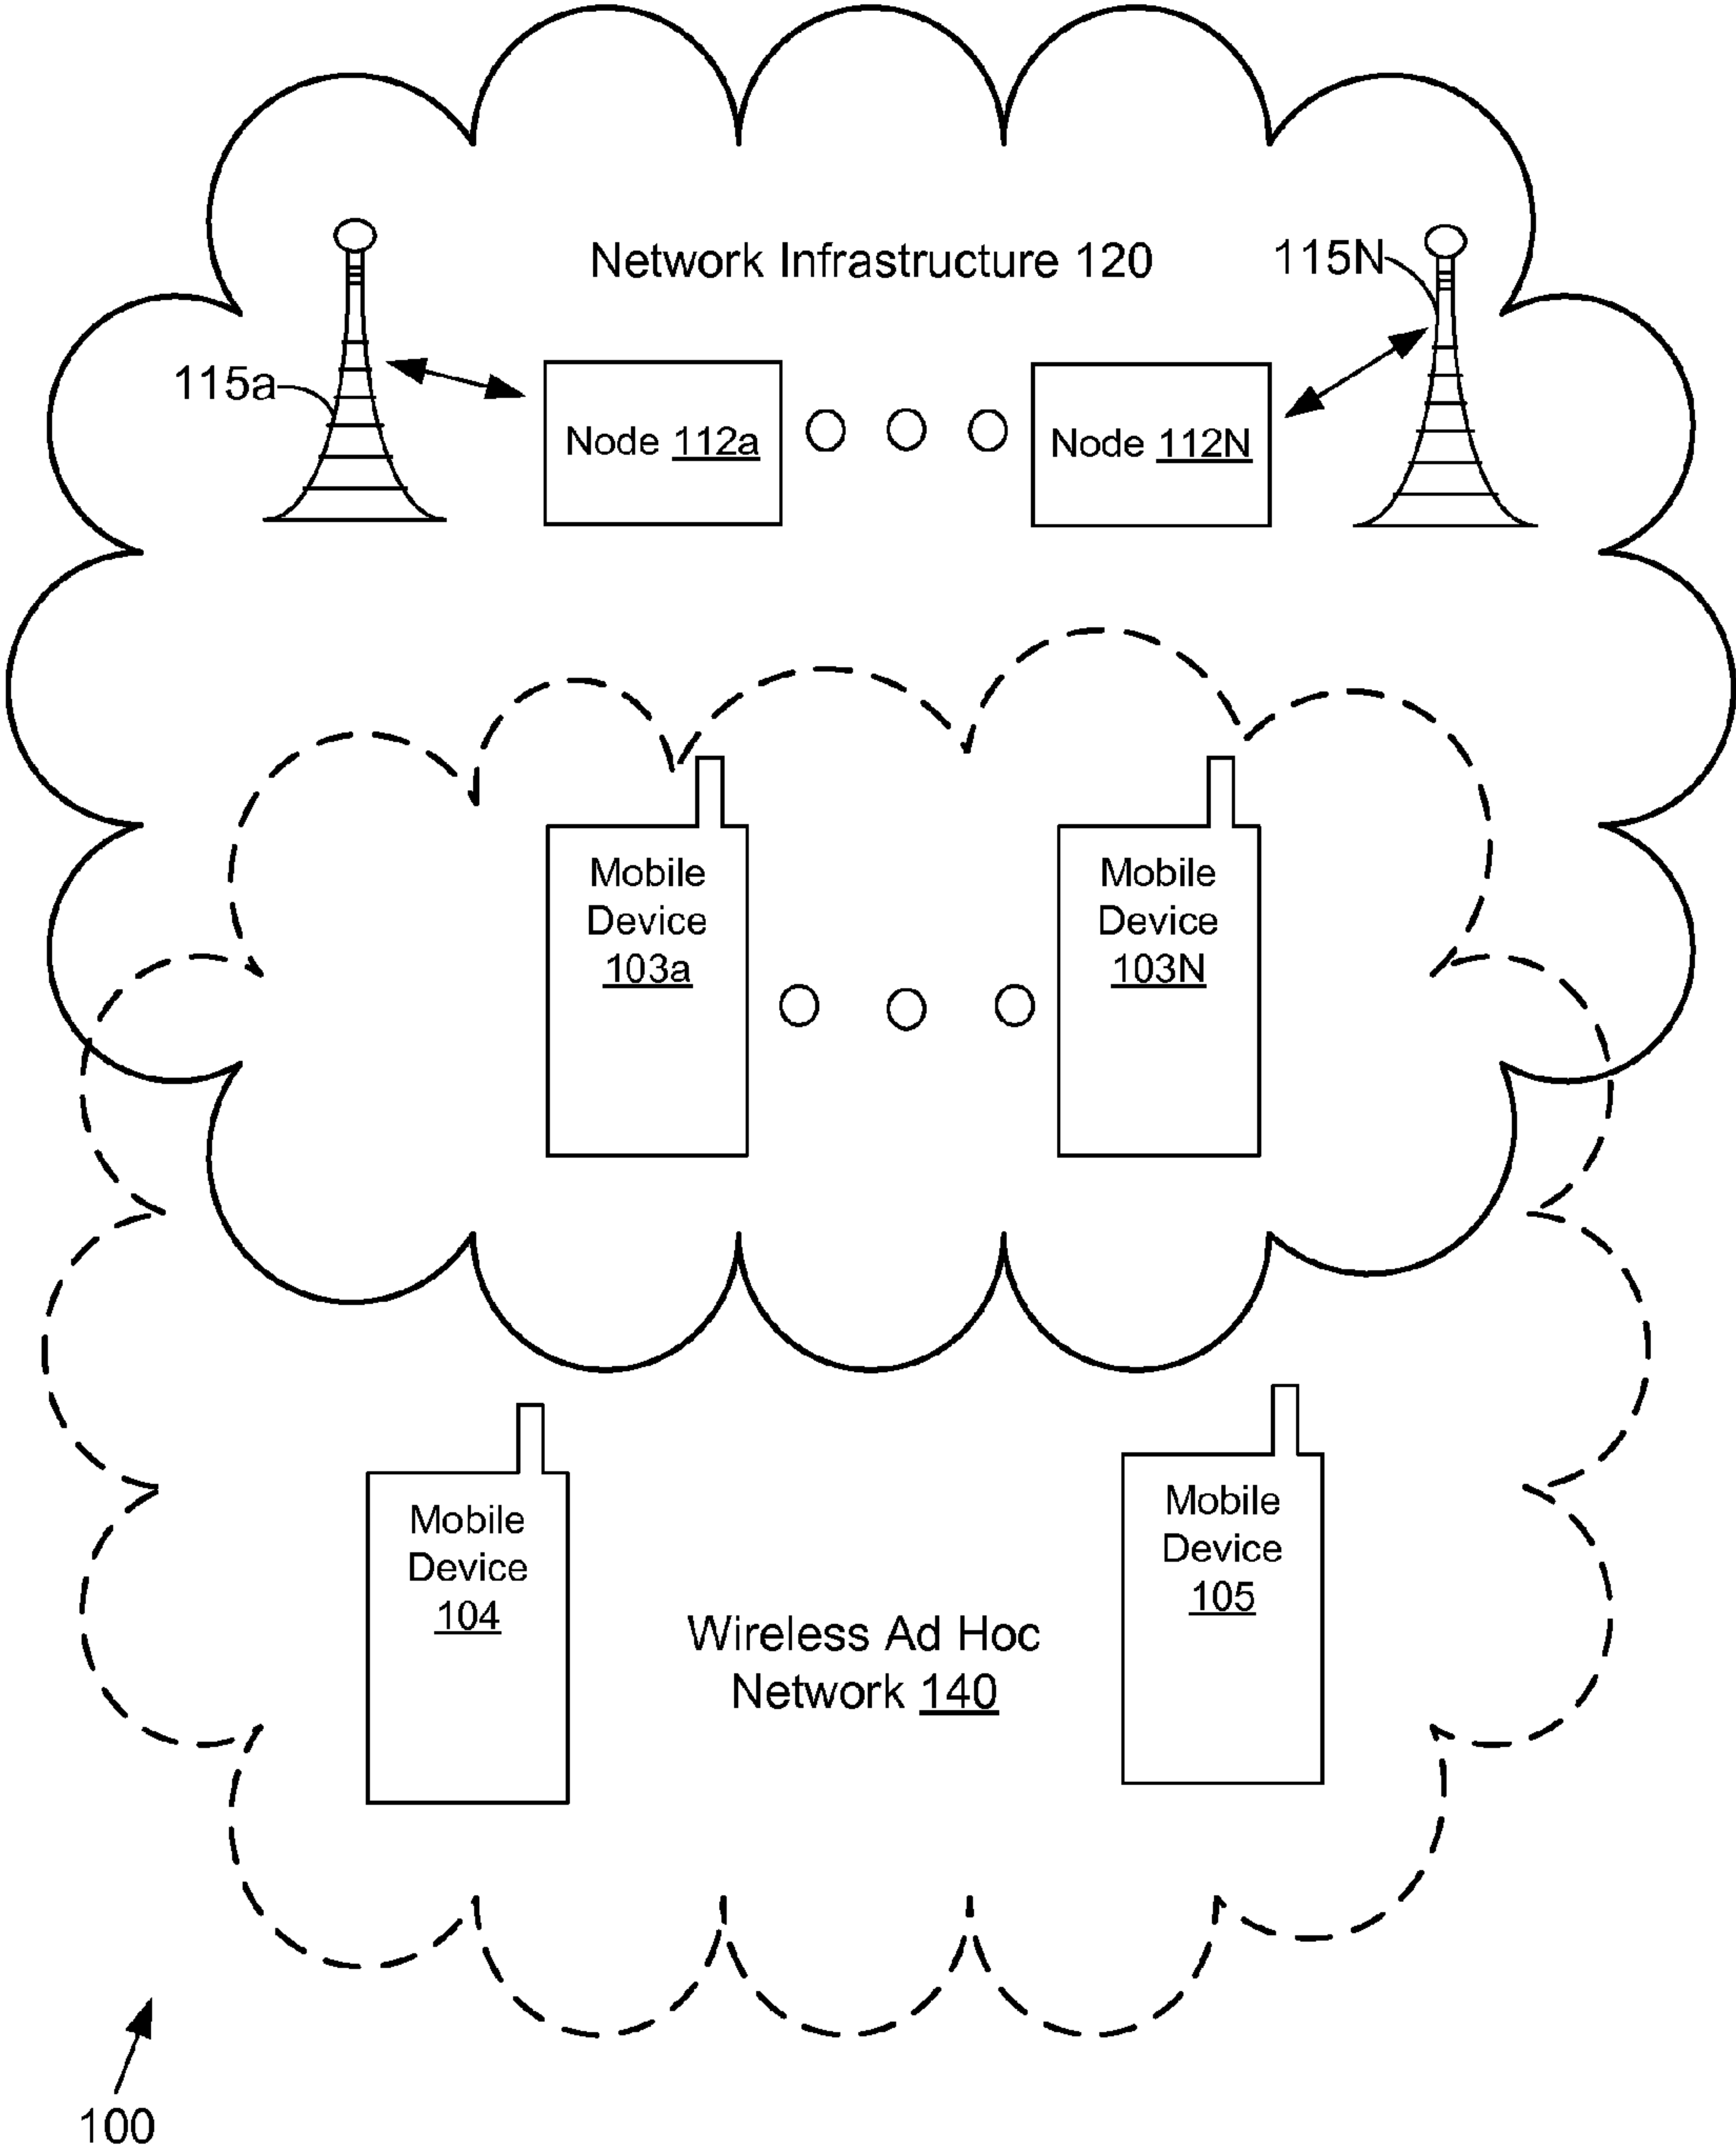 Network Infrastructure 120
115N
115a
Node 112a
Node 112N
Mobile
Device
103a
Mobile
Device
103N
Mobile
Device
104
Mobile
Device
105
Wireless Ad Hoc
Network 140
100